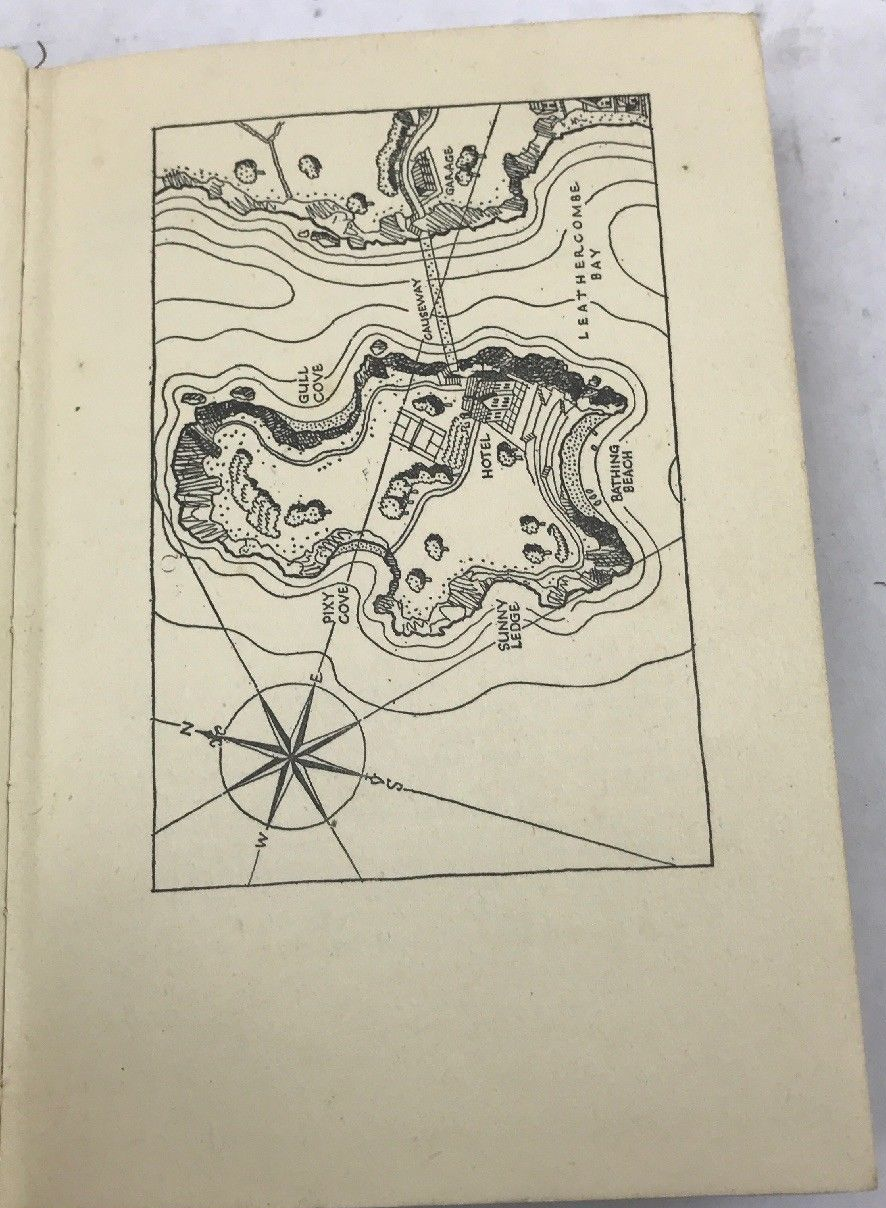 GARAGE
LEATHERCOMBE
BAY
CAUSEWAY
GULL
COVE
HOTEL
BATHING
BEACH
PIXY
COVE
SUNNY
LEDGE
N
E
S
W